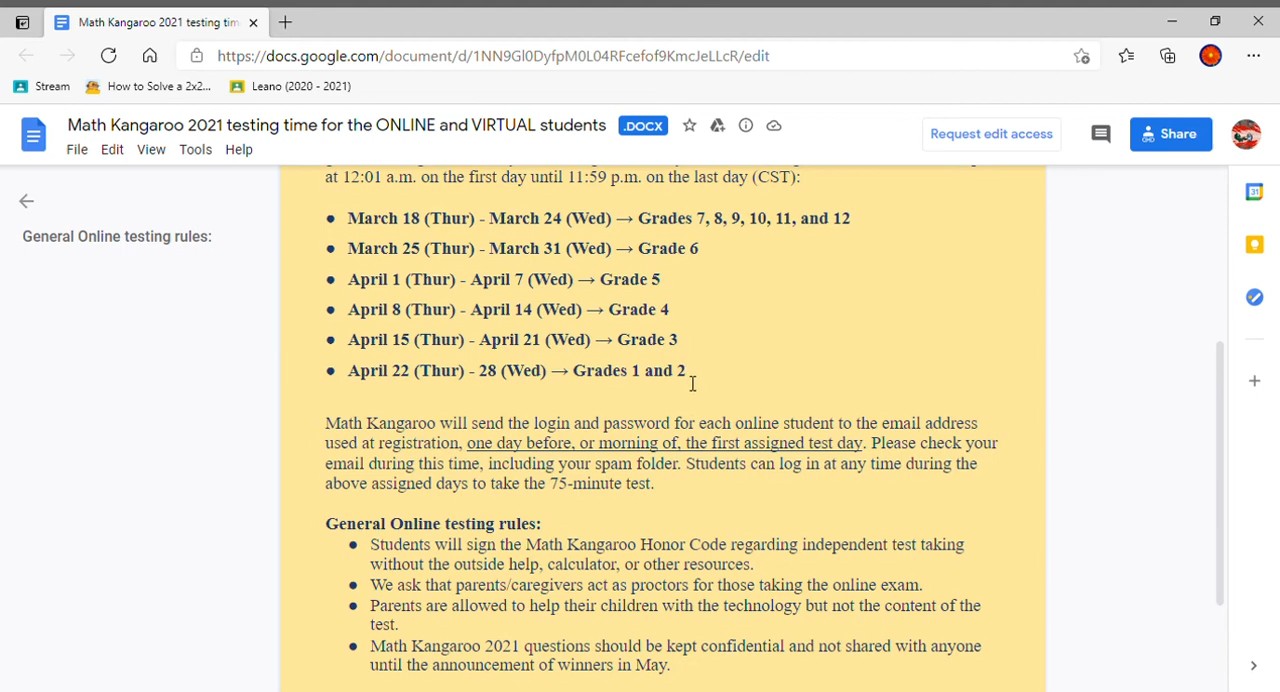 Math Kangaroo 2021 testing tim
https://docs.google.com/document/d/1NN9Gl0DyfpM0L04RFcefof9KmcJeLLcR/edit
Stream How to Solve a 2x2... Leano (2020 - 2021)
Math Kangaroo 2021 testing time for the ONLINE and VIRTUAL students .DOCX
Request edit access Share
File Edit View Tools Help
General Online testing rules:
at 12:01 a.m. on the first day until 11:59 p.m. on the last day (CST):
● March 18 (Thur) - March 24 (Wed) → Grades 7, 8, 9, 10, 11, and 12
● March 25 (Thur) - March 31 (Wed) → Grade 6
● April 1 (Thur) - April 7 (Wed) → Grade 5
● April 8 (Thur) - April 14 (Wed) → Grade 4
● April 15 (Thur) - April 21 (Wed) → Grade 3
● April 22 (Thur) - 28 (Wed) → Grades 1 and 2
Math Kangaroo will send the login and password for each online student to the email address
used at registration, one day before, or morning of, the first assigned test day. Please check your
email during this time, including your spam folder. Students can log in at any time during the
above assigned days to take the 75-minute test.
General Online testing rules:
● Students will sign the Math Kangaroo Honor Code regarding independent test taking
without the outside help, calculator, or other resources.
● We ask that parents/caregivers act as proctors for those taking the online exam.
● Parents are allowed to help their children with the technology but not the content of the
test.
● Math Kangaroo 2021 questions should be kept confidential and not shared with anyone
until the announcement of winners in May.
31